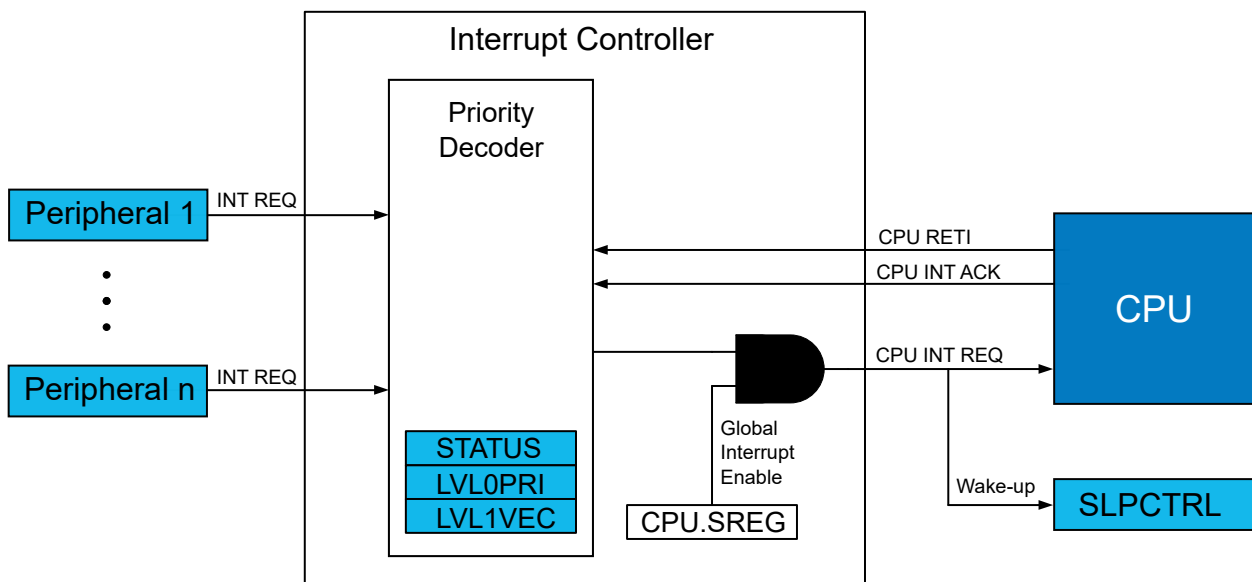 Interrupt Controller
Priority
Decoder
Peripheral 1
INT REQ
Peripheral n
INT REQ
STATUS
LVL0PRI
LVL1VEC
CPU RETI
CPU INT ACK
CPU INT REQ
CPU
Global
Interrupt
Enable
CPU.SREG
Wake-up
SLPCTRL